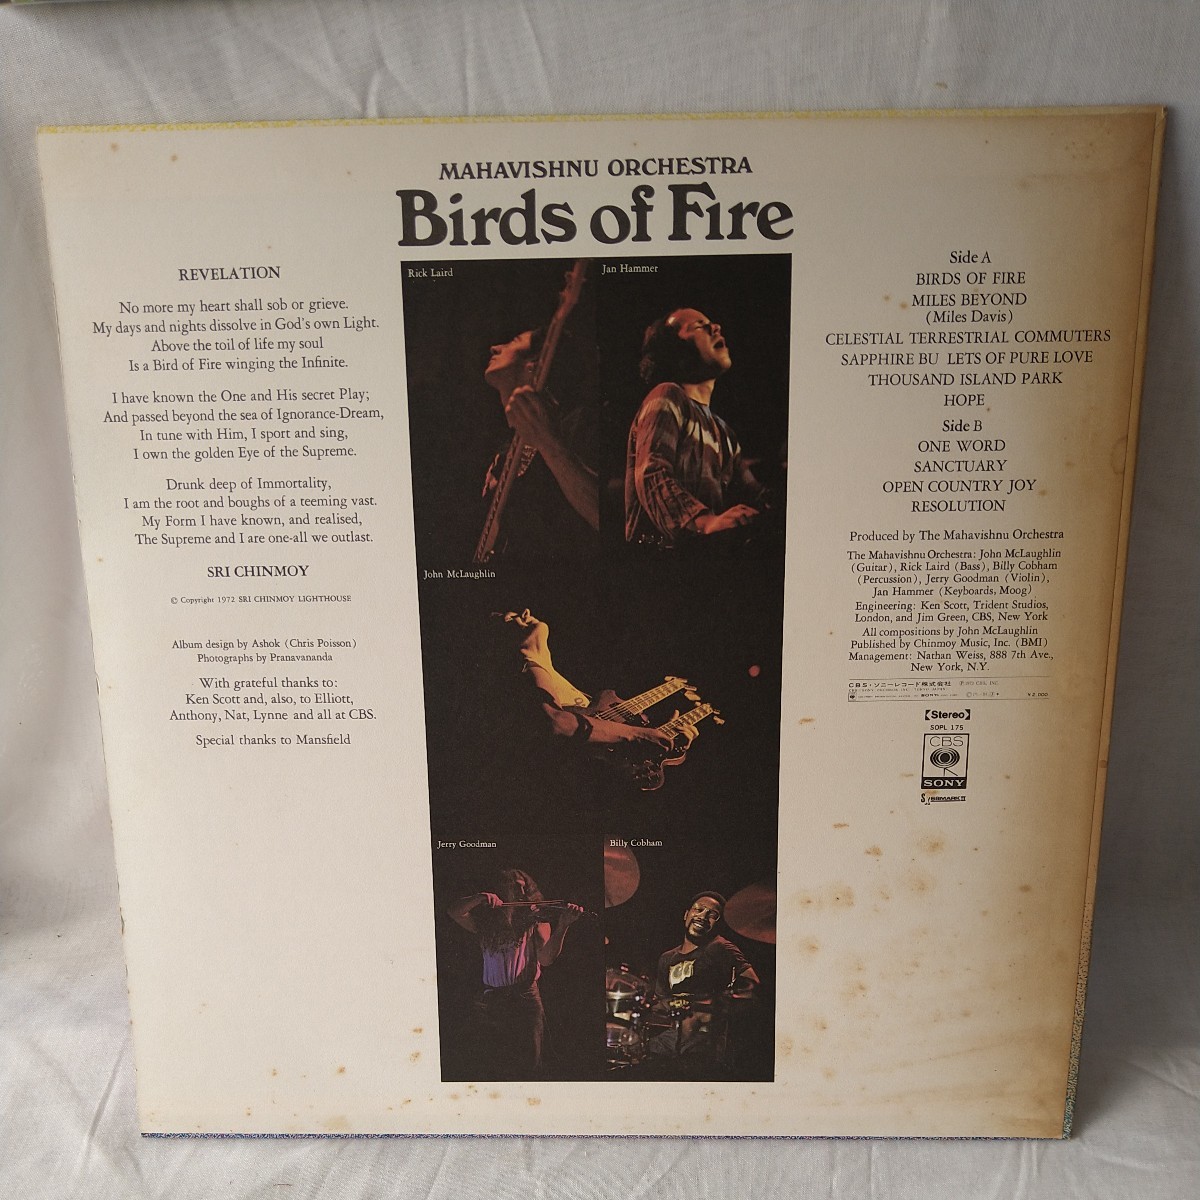 MAHAVISHNU ORCHESTRA
Birds of Fire
REVELATION
No more my heart shall sob or grieve.
My days and nights dissolve in God's own Light.
Above the toil of life my soul
Is a Bird of Fire winging the Infinite.
I have known the One and His secret Play;
And passed beyond the sea of Ignorance-Dream,
In tune with Him, I sport and sing,
I own the golden Eye of the Supreme.
Drunk deep of Immortality,
I am the root and boughs of a teeming vast.
My Form I have known, and realised,
The Supreme and I are one-all we outlast.
SRI CHINMOY
© Copyright 1972 SRI CHINMOY LIGHTHOUSE
Album design by Ashok (Chris Poisson)
Photographs by Pranavananda
With grateful thanks to:
Ken Scott and, also, to Elliott,
Anthony, Nat, Lynne and all at CBS.
Special thanks to Mansfield
Rick Laird
Jan Hammer
John McLaughlin
Jerry Goodman
Billy Cobham
Side A
BIRDS OF FIRE
MILES BEYOND
(Miles Davis)
CELESTIAL TERRESTRIAL COMMUTERS
SAPPHIRE BU LETS OF PURE LOVE
THOUSAND ISLAND PARK
HOPE
Side B
ONE WORD
SANCTUARY
OPEN COUNTRY JOY
RESOLUTION
Produced by The Mahavishnu Orchestra
The Mahavishnu Orchestra: John McLaughlin
(Guitar), Rick Laird (Bass), Billy Cobham
(Percussion), Jerry Goodman (Violin),
Jan Hammer (Keyboards, Moog)
Engineering: Ken Scott, Trident Studios,
London, and Jim Green, CBS, New York
All compositions by John McLaughlin
Published by Chinmoy Music, Inc. (BMI)
Management: Nathan Weiss, 888 7th Ave.,
New York, N.Y.
CBS・ソニーレコード株式会社
¥2,000
【Stereo】
SOPL 175
CBS
SONY